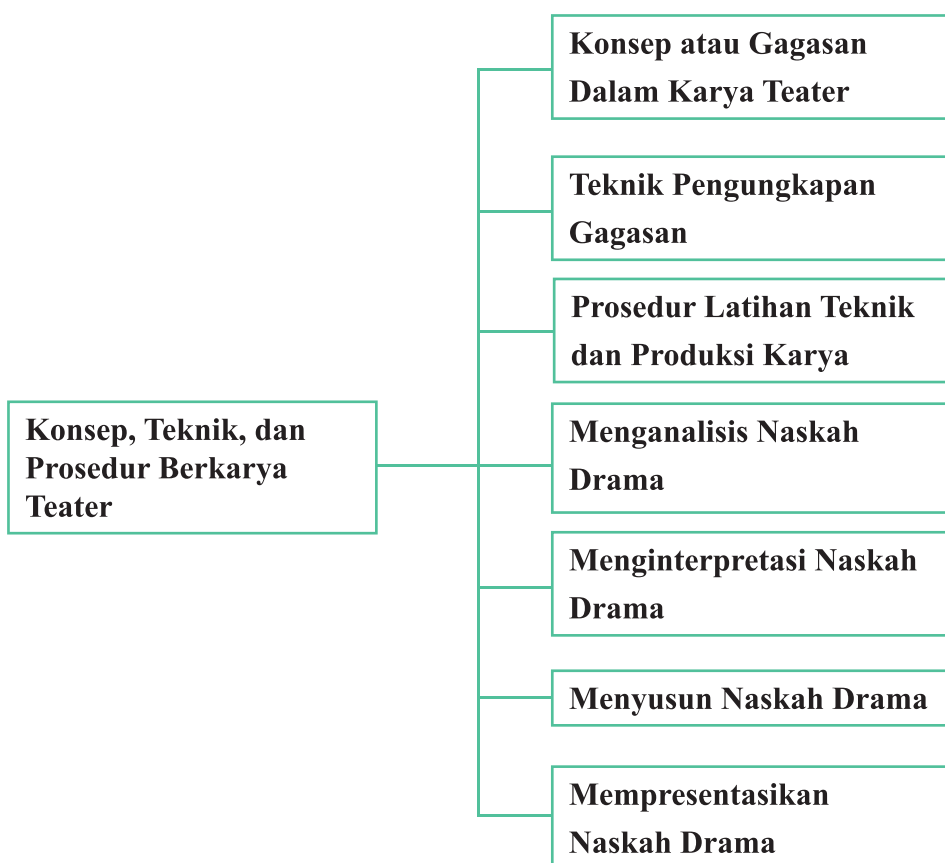 Konsep, Teknik, dan
Prosedur Berkarya
Teater
Konsep atau Gagasan
Dalam Karya Teater
Teknik Pengungkapan
Gagasan
Prosedur Latihan Teknik
dan Produksi Karya
Menganalisis Naskah
Drama
Menginterpretasi Naskah
Drama
Menyusun Naskah Drama
Mempresentasikan
Naskah Drama